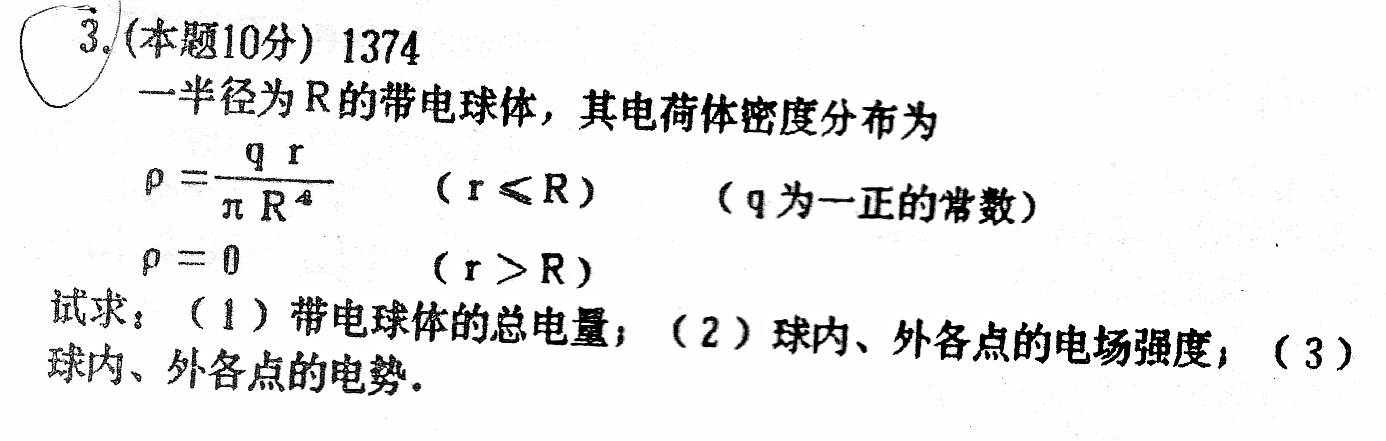 3.(本题10分) 1374
一半径为R的带电球体，其电荷体密度分布为
ρ = q r / π R⁴ (r≤R) (q为一正的常数)
ρ = 0 (r>R)
试求：(1)带电球体的总电量；(2)球内、外各点的电场强度；(3)
球内、外各点的电势．